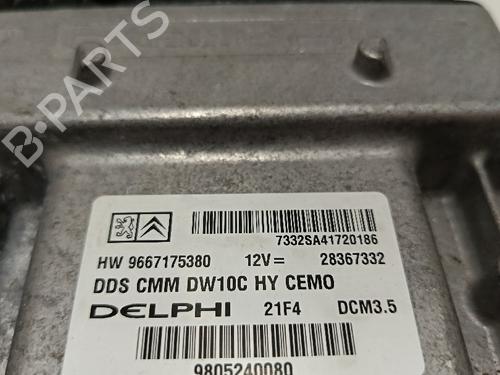 B-PARTS
7332SA41720186
HW 9667175380 12V= 28367332
DDS CMM DW10C HY CEMO
DELPHI 21F4 DCM3.5
9805240080